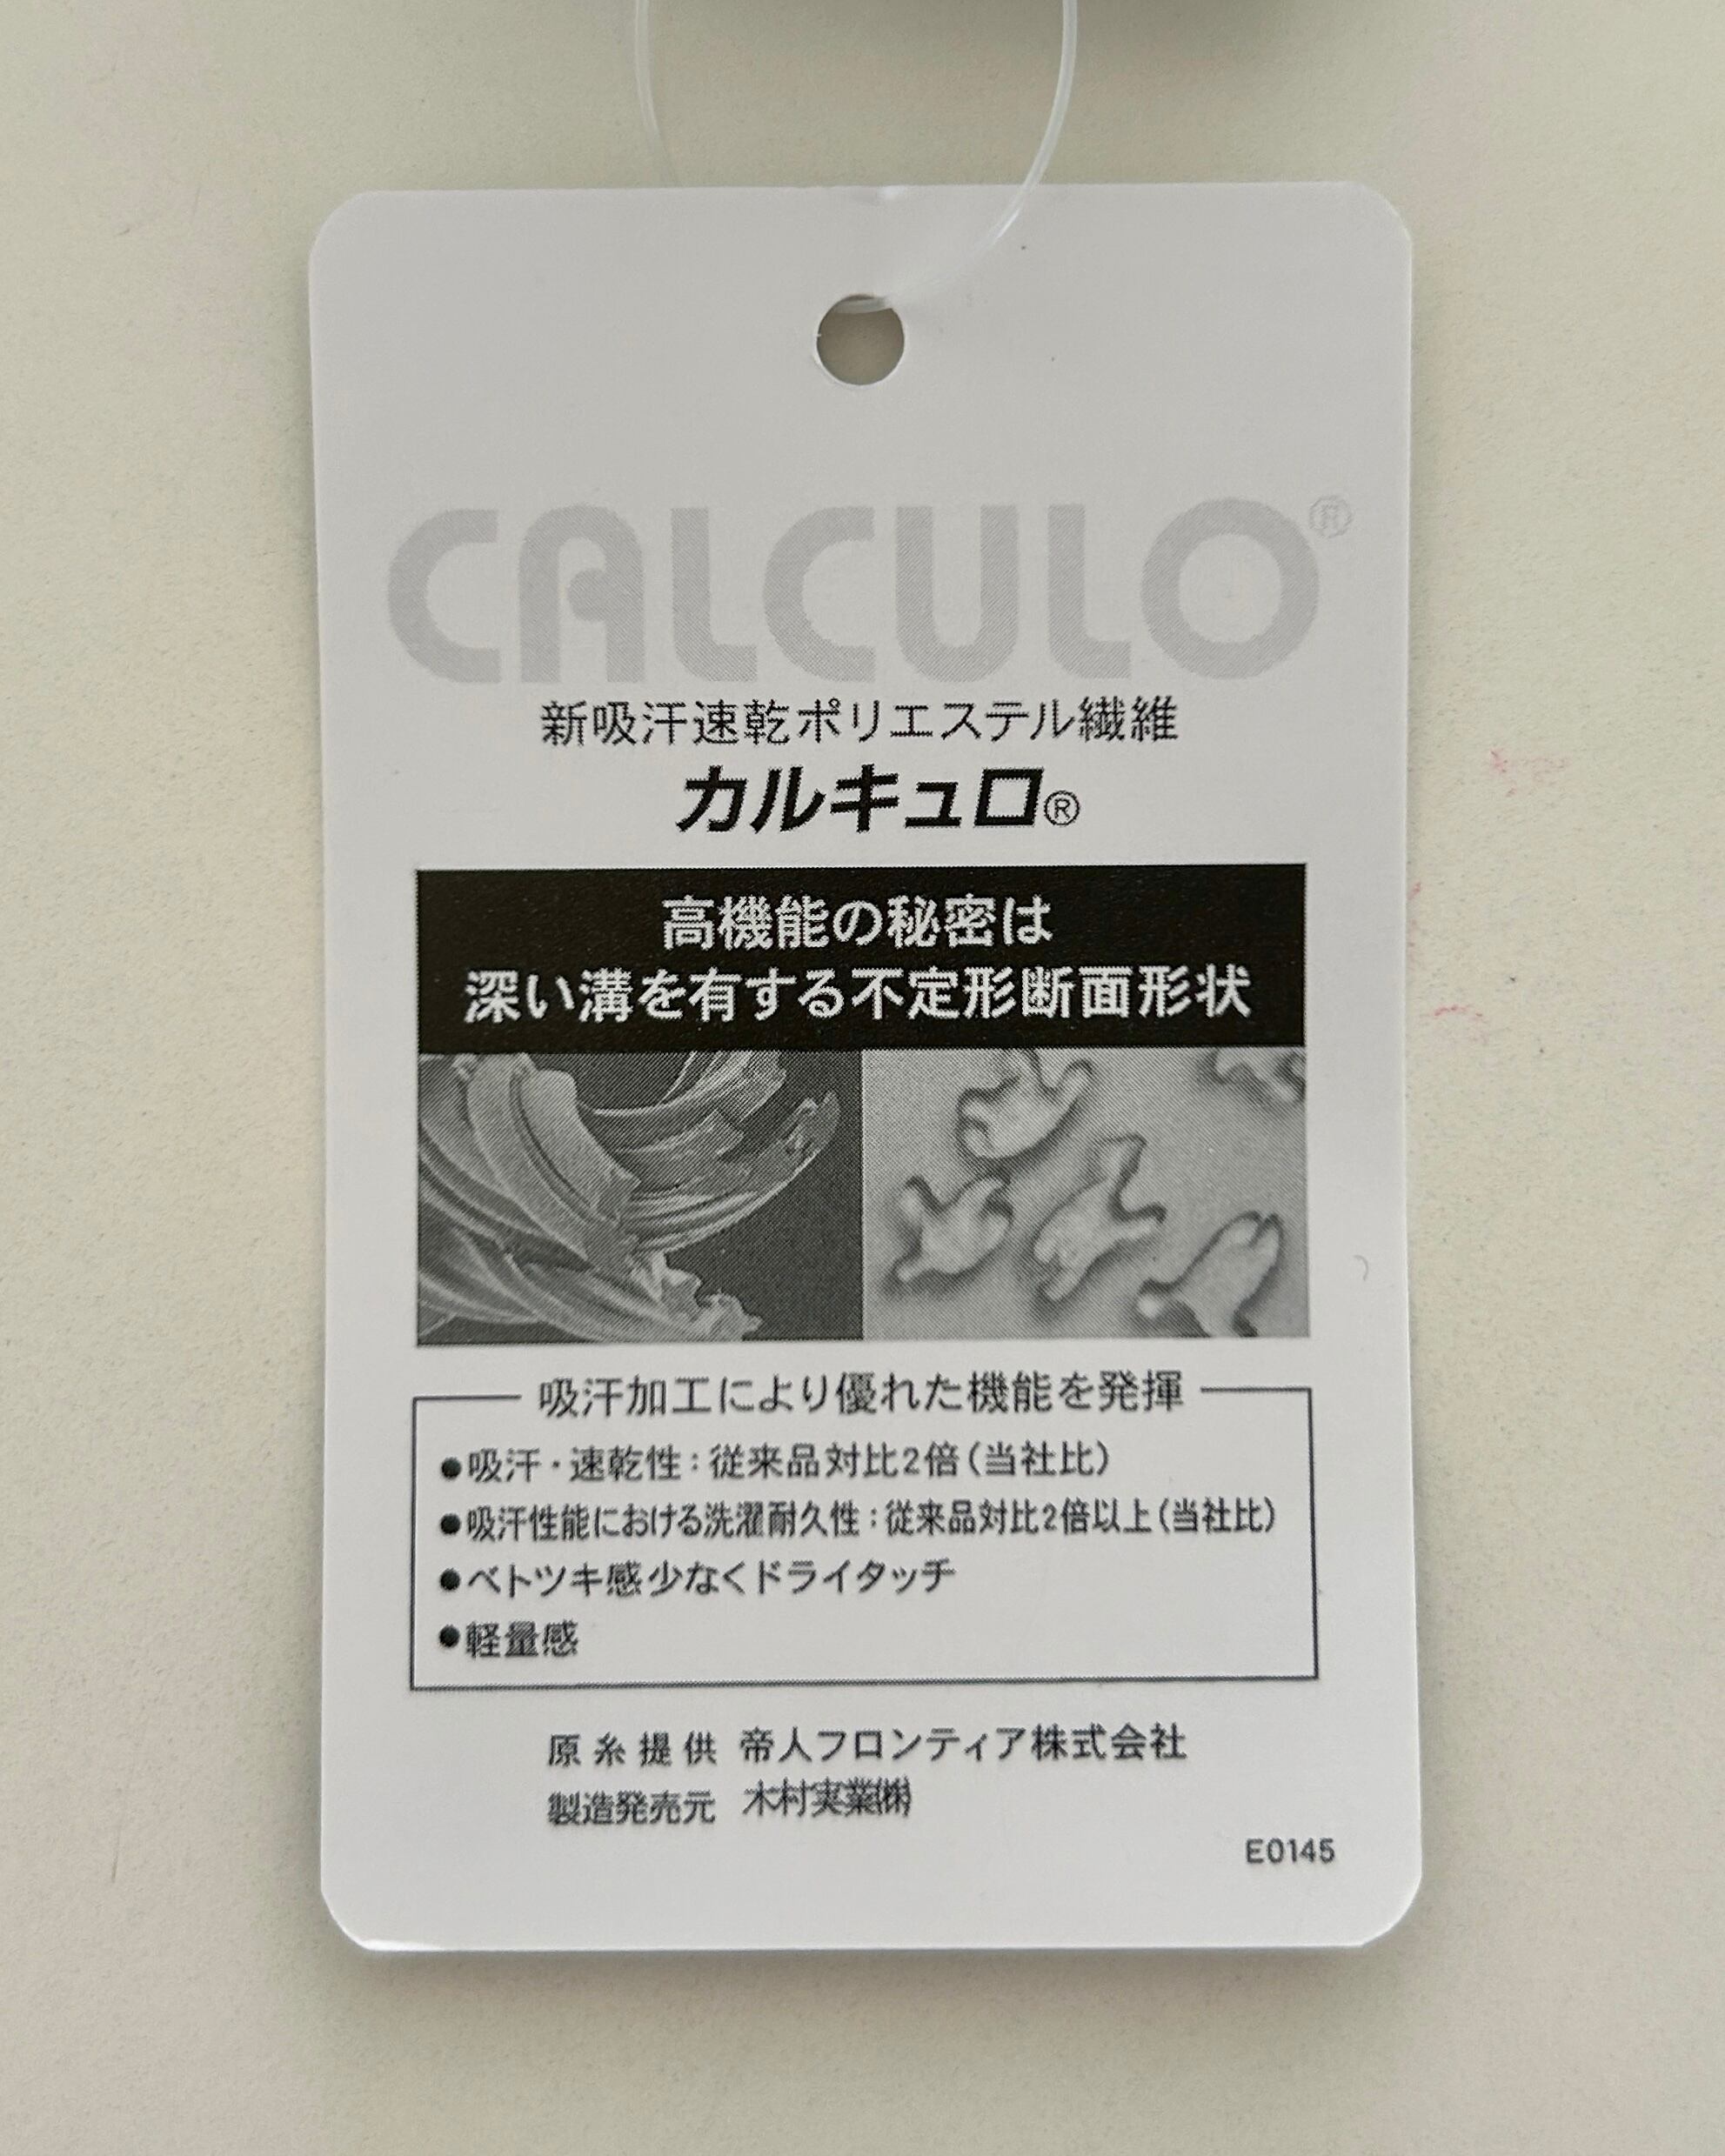 CALCULO®
新吸汗速乾ポリエステル繊維
カルキュロ®
高機能の秘密は
深い溝を有する不定形断面形状
吸汗加工により優れた機能を発揮
●吸汗・速乾性：従来品対比2倍（当社比）
●吸汗性能における洗濯耐久性：従来品対比2倍以上（当社比）
●ベトツキ感少なくドライタッチ
●軽量感
原糸提供 帝人フロンティア株式会社
製造発売元 木村実業㈱
E0145